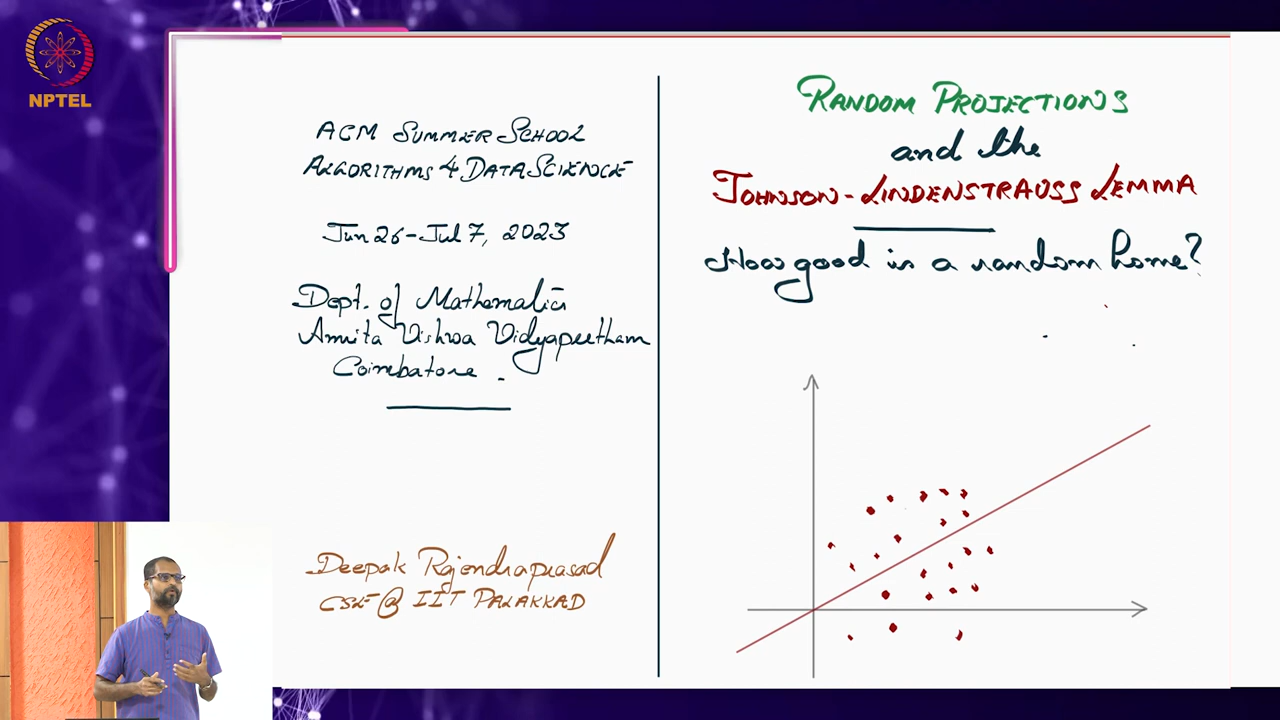 NPTEL
ACM SUMMER SCHOOL
ALGORITHMS 4 DATA SCIENCE
Jun 26 - Jul 7, 2023
Dept. of Mathematics
Amrita Vishwa Vidyapeetham
Coimbatore.
Deepak Rajendraprasad
CSE @ IIT PALAKKAD
RANDOM PROJECTIONS
and the
JOHNSON-LINDENSTRAUSS LEMMA
How good is a random home?